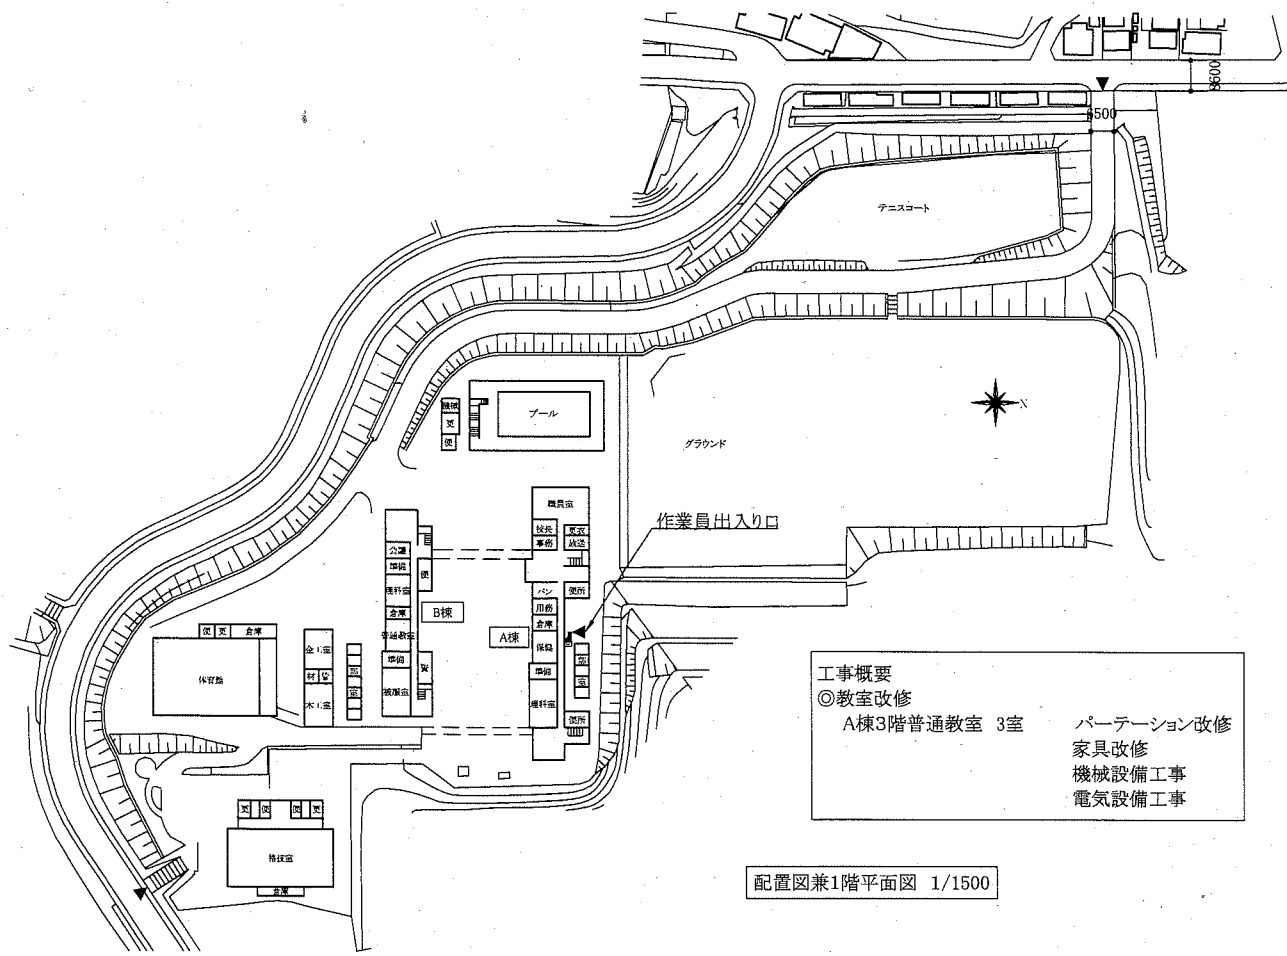 8600
6500
テニスコート
N
機械
更
便
プール
グラウンド
職員室
校長
事務
更衣
放送
作業員出入り口
会議
準備
理科室
倉庫
普通教室
準備
被服室
便
B棟
A棟
パン
用務
倉庫
保健
準備
理科室
便所
部
室
便所
便 更 倉庫
体育館
金工室
材
木工室
部
室
更 便 便 更
格技室
倉庫
工事概要
◎教室改修
A棟3階普通教室 3室 パーテーション改修
家具改修
機械設備工事
電気設備工事
配置図兼1階平面図 1/1500